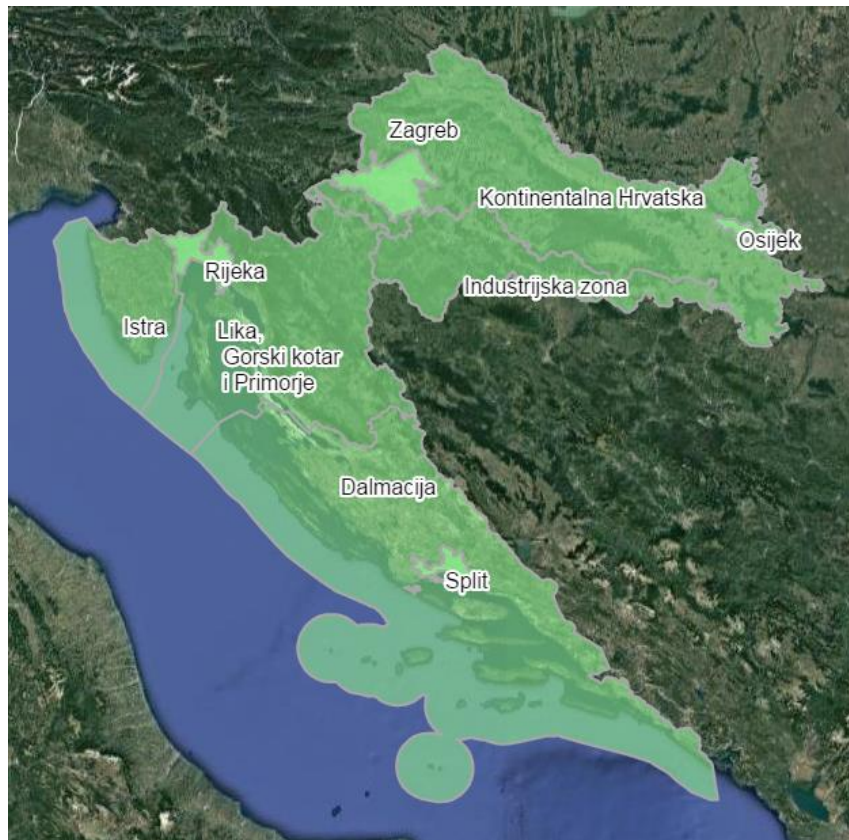 Zagreb
Kontinentalna Hrvatska
Osijek
Rijeka
Industrijska zona
Istra
Lika,
Gorski kotar
i Primorje
Dalmacija
Split